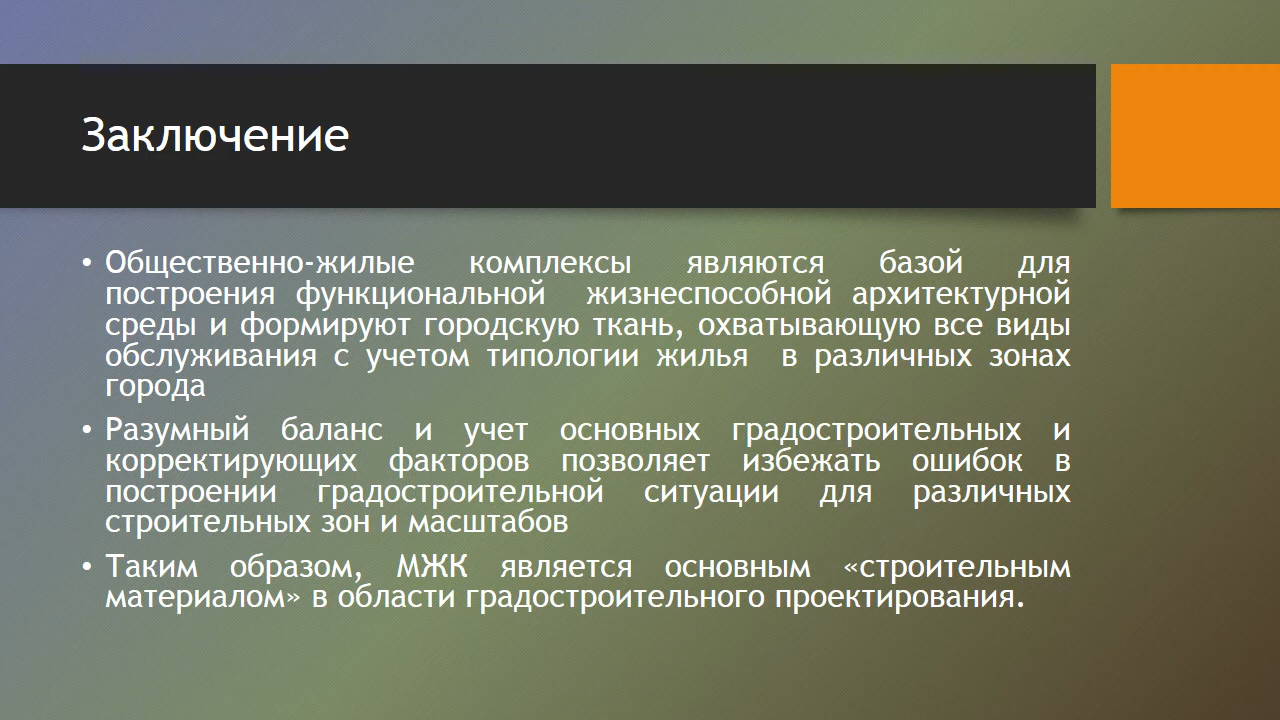 Заключение
• Общественно-жилые комплексы являются базой для
построения функциональной жизнеспособной архитектурной
среды и формируют городскую ткань, охватывающую все виды
обслуживания с учетом типологии жилья в различных зонах
города
• Разумный баланс и учет основных градостроительных и
корректирующих факторов позволяет избежать ошибок в
построении градостроительной ситуации для различных
строительных зон и масштабов
• Таким образом, МЖК является основным «строительным
материалом» в области градостроительного проектирования.